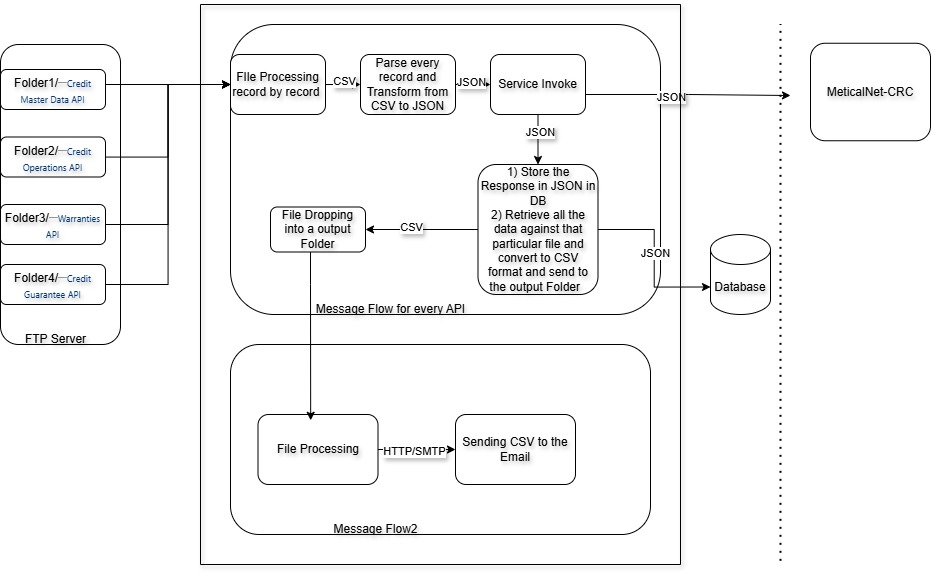 Folder1/—Credit
Master Data API
Folder2/—Credit
Operations API
Folder3/—Warranties
API
Folder4/—Credit
Guarantee API
FTP Server
FIle Processing
record by record
CSV
Parse every
record and
Transform from
CSV to JSON
JSON
Service Invoke
JSON
MeticalNet-CRC
JSON
1) Store the
Response in JSON in
DB
2) Retrieve all the
data against that
particular file and
convert to CSV
format and send to
the output Folder
CSV
File Dropping
into a output
Folder
JSON
Database
Message Flow for every API
File Processing
HTTP/SMTP
Sending CSV to the
Email
Message Flow2